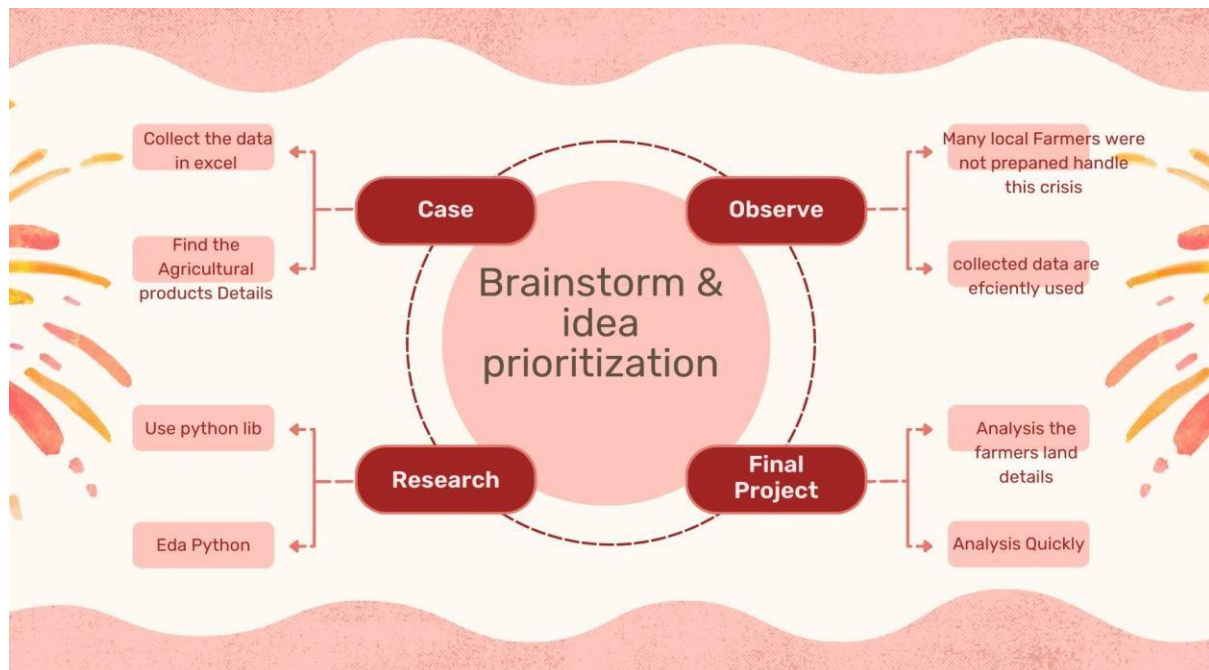 Collect the data
in excel
Case
Find the
Agricultural
products Details
Observe
Many local Farmers were
not prepaned handle
this crisis
collected data are
efciently used
Brainstorm &
idea
prioritization
Use python lib
Research
Eda Python
Final
Project
Analysis the
farmers land
details
Analysis Quickly